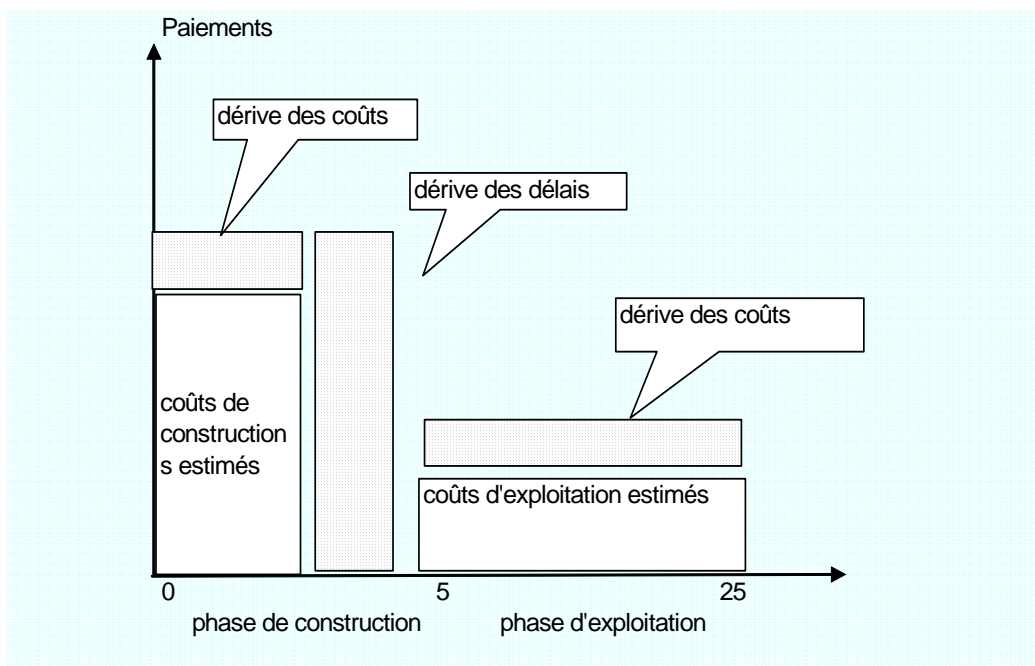 Paiements
dérive des coûts
dérive des délais
dérive des coûts
coûts de
construction
s estimés
coûts d'exploitation estimés
0 5 25
phase de construction phase d'exploitation